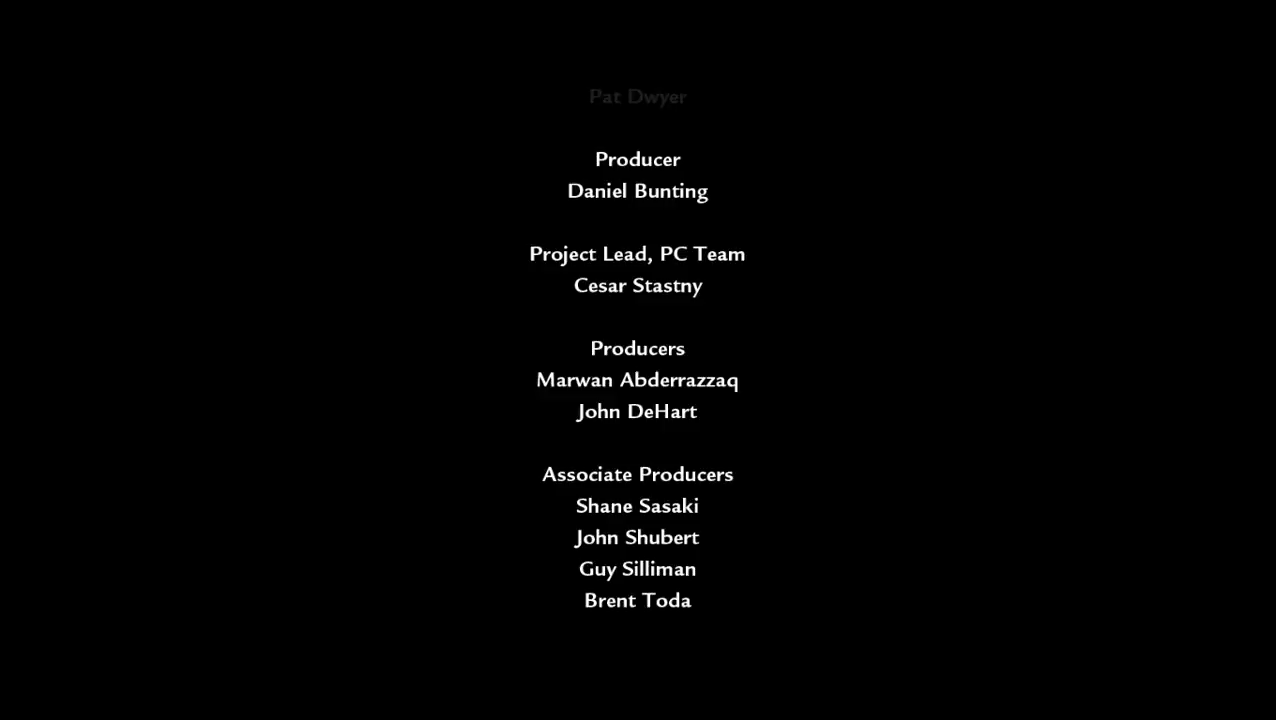 Pat Dwyer
Producer
Daniel Bunting
Project Lead, PC Team
Cesar Stastny
Producers
Marwan Abderrazzaq
John DeHart
Associate Producers
Shane Sasaki
John Shubert
Guy Silliman
Brent Toda